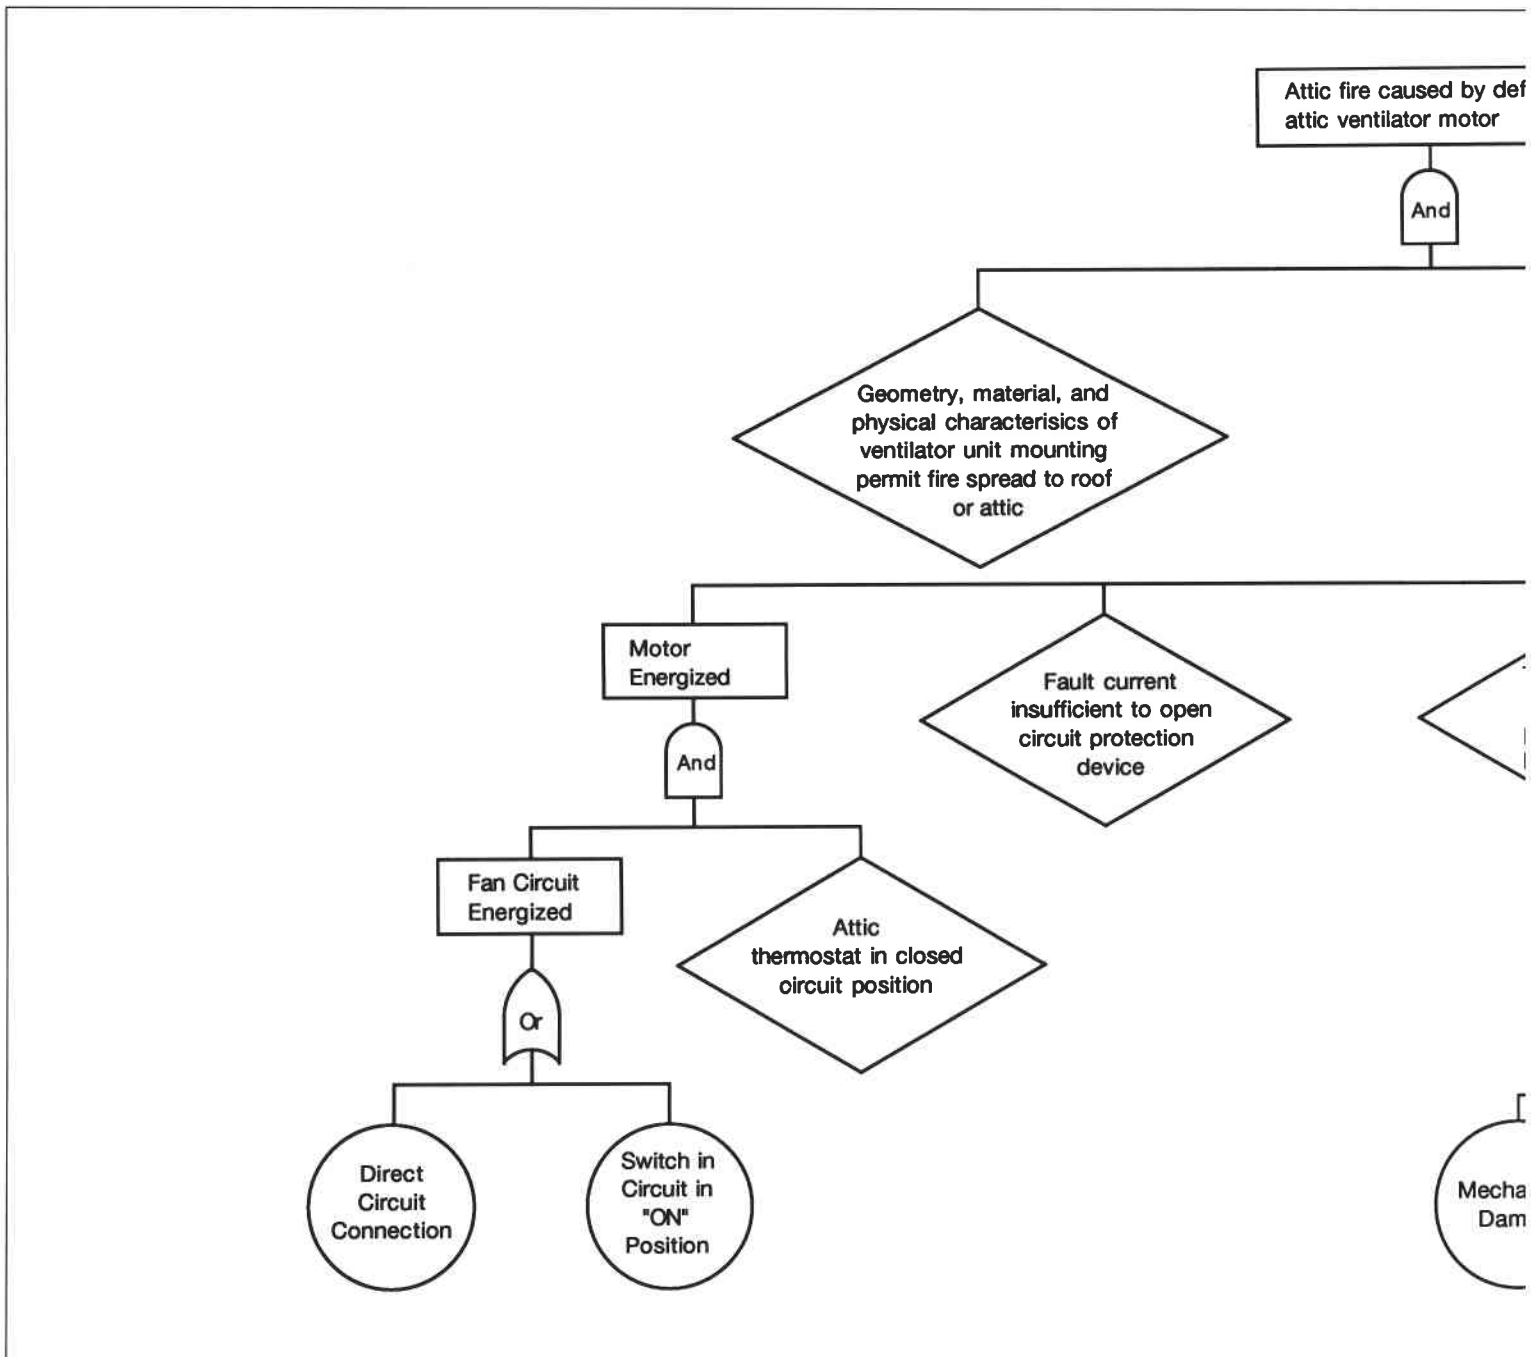 Attic fire caused by def
attic ventilator motor
And
Geometry, material, and
physical characterisics of
ventilator unit mounting
permit fire spread to roof
or attic
Motor
Energized
Fault current
insufficient to open
circuit protection
device
And
Fan Circuit
Energized
Attic
thermostat in closed
circuit position
Or
Direct
Circuit
Connection
Switch in
Circuit in
"ON"
Position
Mecha
Dam